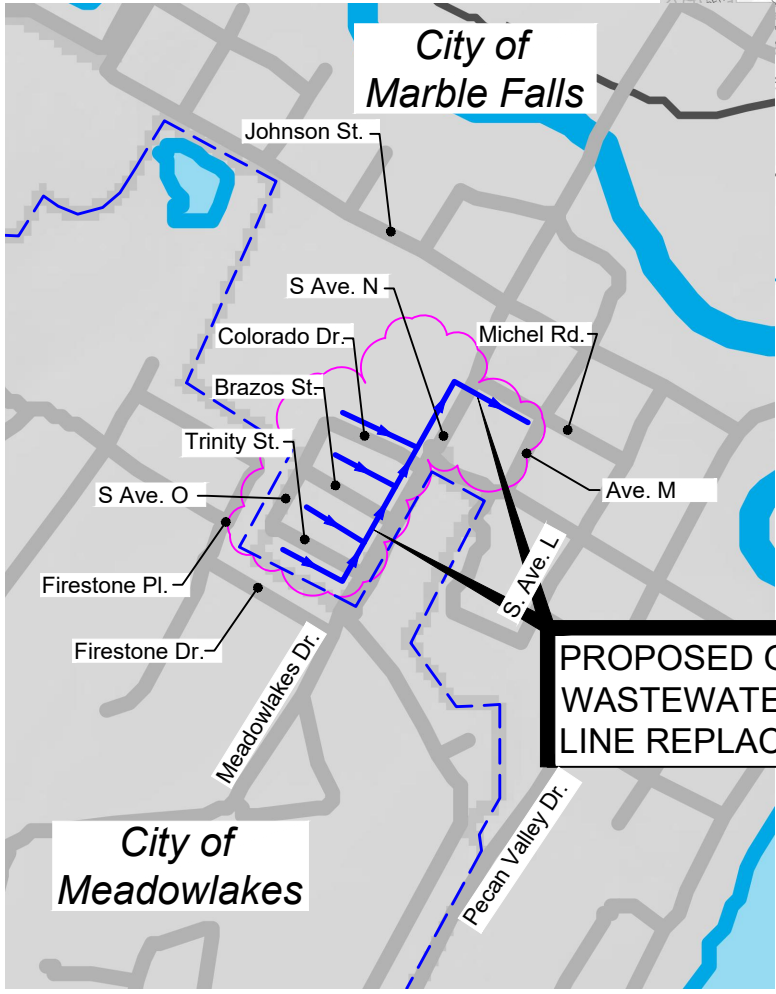 City of
Marble Falls
Johnson St.
S Ave. N
Colorado Dr.
Michel Rd.
Brazos St.
Trinity St.
S Ave. O
Ave. M
S. Ave. L
Firestone Pl.
Firestone Dr.
Meadowlakes Dr.
PROPOSED
WASTEWATE
LINE REPLAC
Pecan Valley Dr.
City of
Meadowlakes